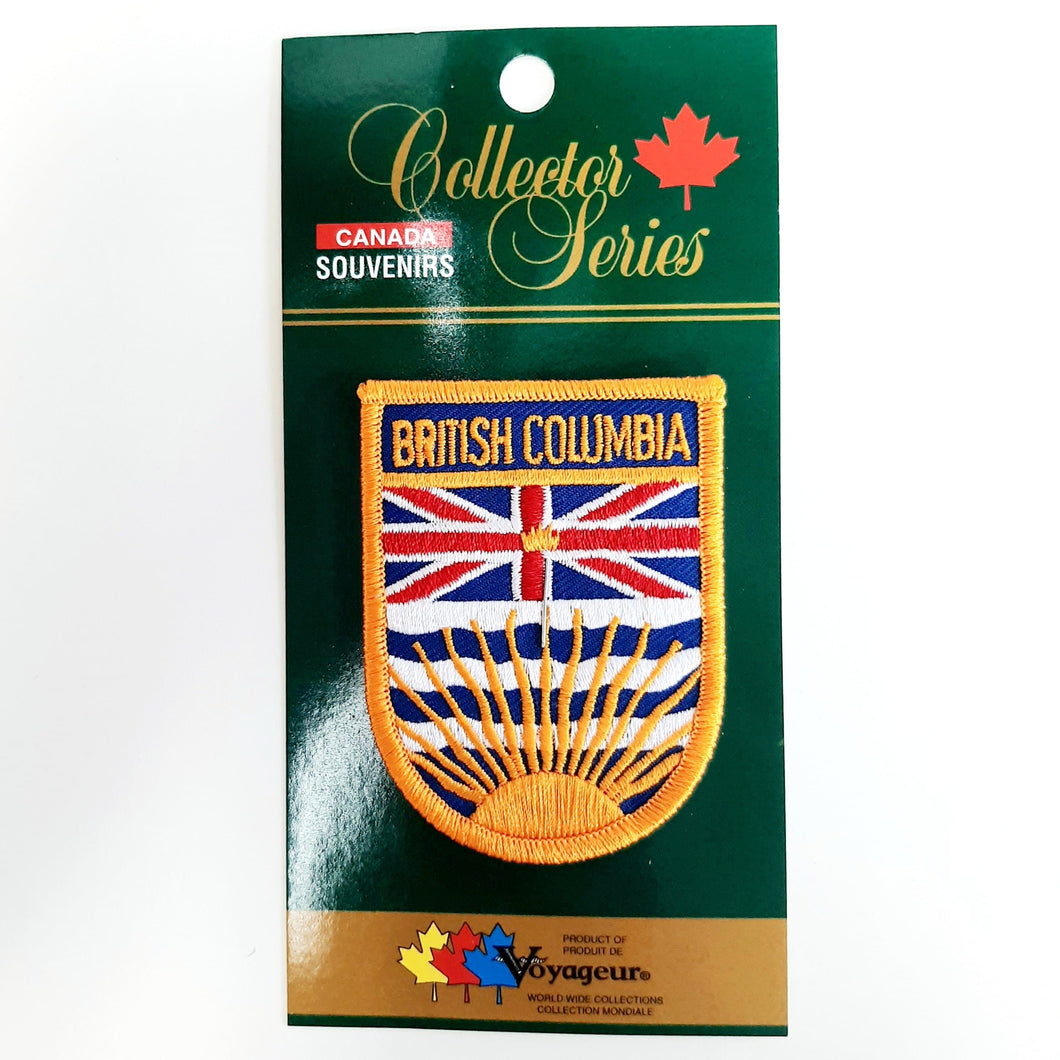 Collector
Series
CANADA
SOUVENIRS
BRITISH COLUMBIA
PRODUCT OF
PRODUIT DE
Voyageur®
WORLD WIDE COLLECTIONS
COLLECTION MONDIALE